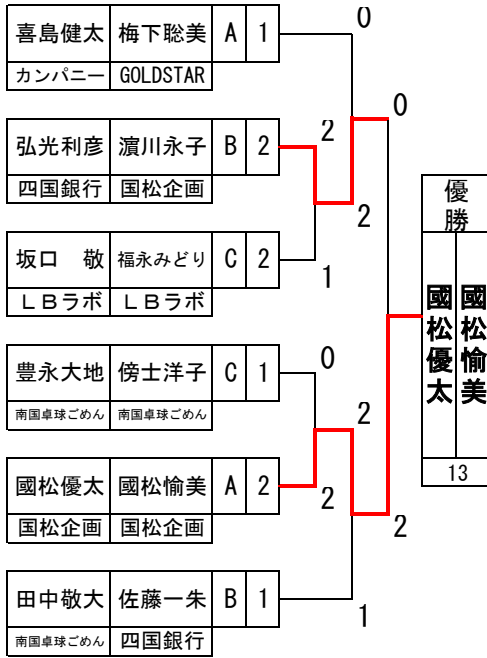 喜島健太 梅下聡美 A 1
カンパニー GOLDSTAR
0
0
弘光利彦 濵川永子 B 2
四国銀行 国松企画
2
2
坂口　敬 福永みどり C 2
ＬＢラボ ＬＢラボ
1
豊永大地 傍士洋子 C 1
南国卓球ごめん 南国卓球ごめん
0
2
國松優太 國松愉美 A 2
国松企画 国松企画
2
2
田中敬大 佐藤一朱 B 1
南国卓球ごめん 四国銀行
1
優勝
國松優太
國松愉美
13